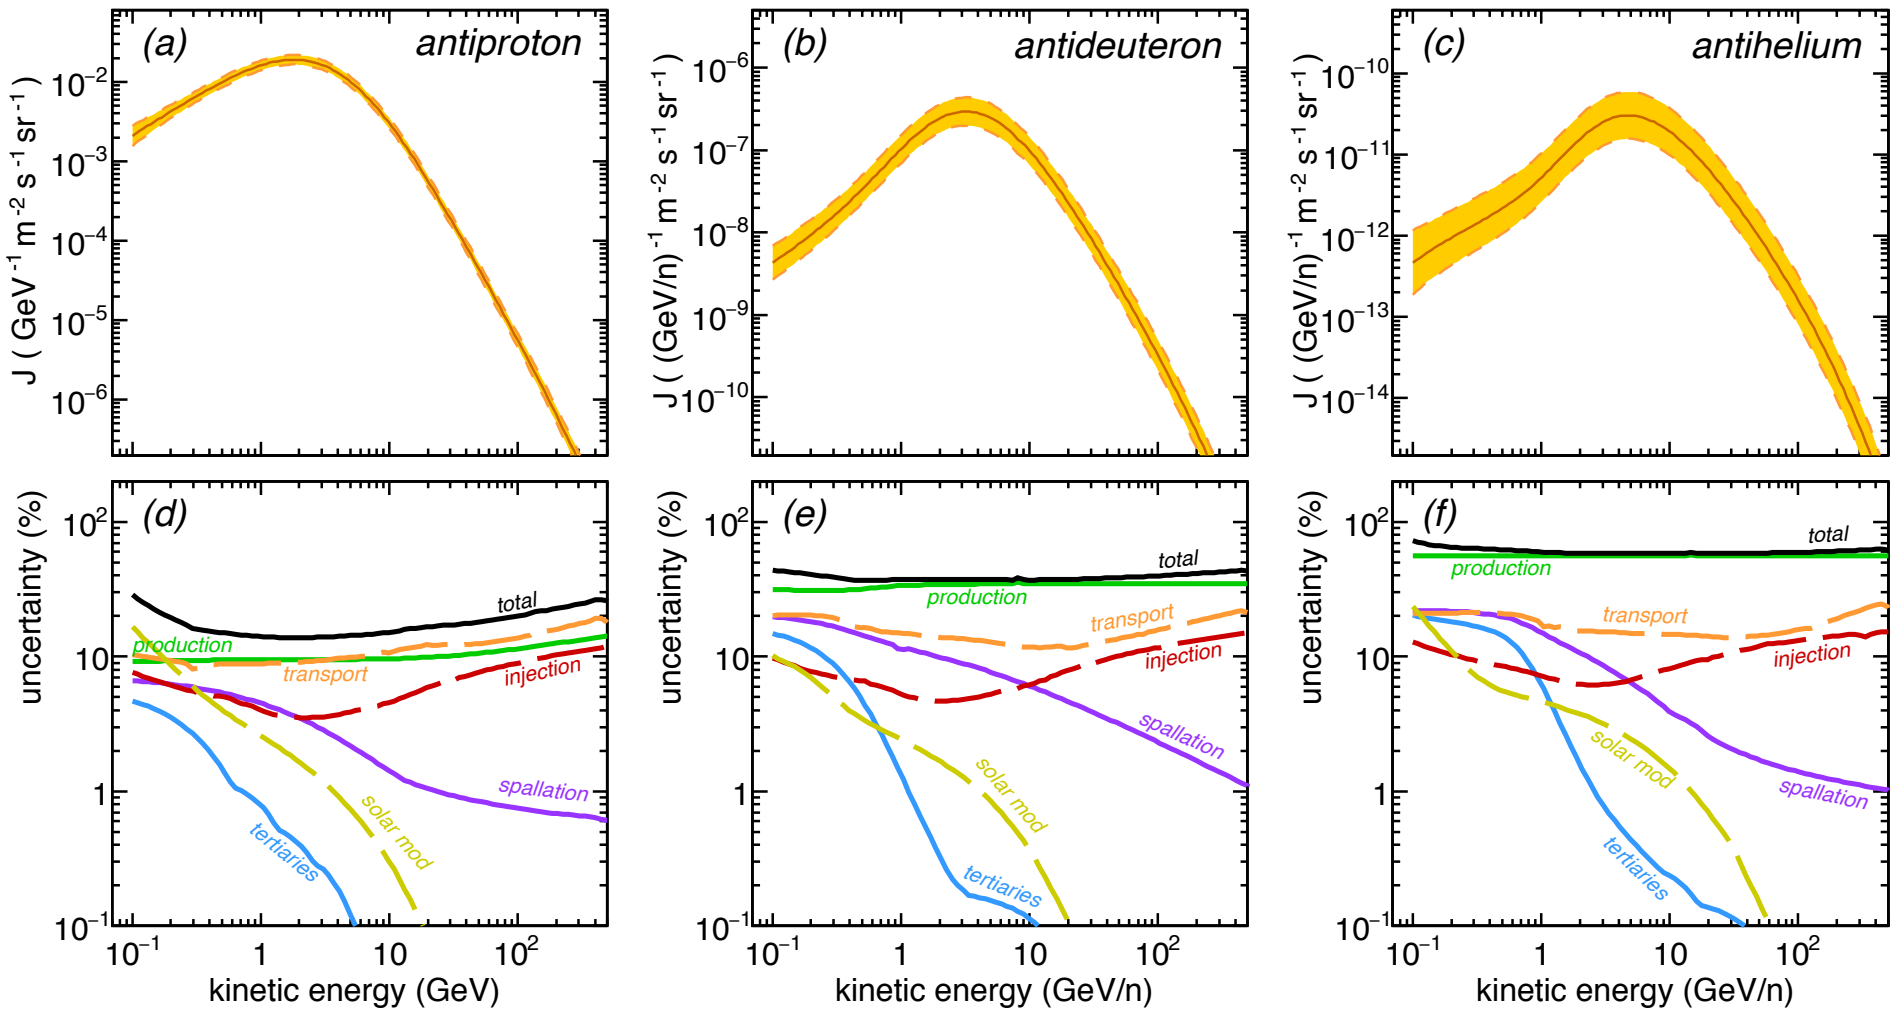 (a) antiproton
J ( GeV⁻¹ m⁻² s⁻¹ sr⁻¹ )
10⁻²
10⁻³
10⁻⁴
10⁻⁵
10⁻⁶
(b) antideuteron
J ( (GeV/n)⁻¹ m⁻² s⁻¹ sr⁻¹ )
10⁻⁶
10⁻⁷
10⁻⁸
10⁻⁹
10⁻¹⁰
(c) antihelium
J ( (GeV/n)⁻¹ m⁻² s⁻¹ sr⁻¹ )
10⁻¹⁰
10⁻¹¹
10⁻¹²
10⁻¹³
10⁻¹⁴
(d)
uncertainty (%)
10²
10
1
10⁻¹
total
production
transport
injection
spallation
solar mod
tertiaries
10⁻¹ 1 10 10²
kinetic energy (GeV)
(e)
uncertainty (%)
10²
10
1
10⁻¹
total
production
transport
injection
spallation
solar mod
tertiaries
10⁻¹ 1 10 10²
kinetic energy (GeV/n)
(f)
uncertainty (%)
10²
10
1
10⁻¹
total
production
transport
injection
solar mod
spallation
tertiaries
10⁻¹ 1 10 10²
kinetic energy (GeV/n)